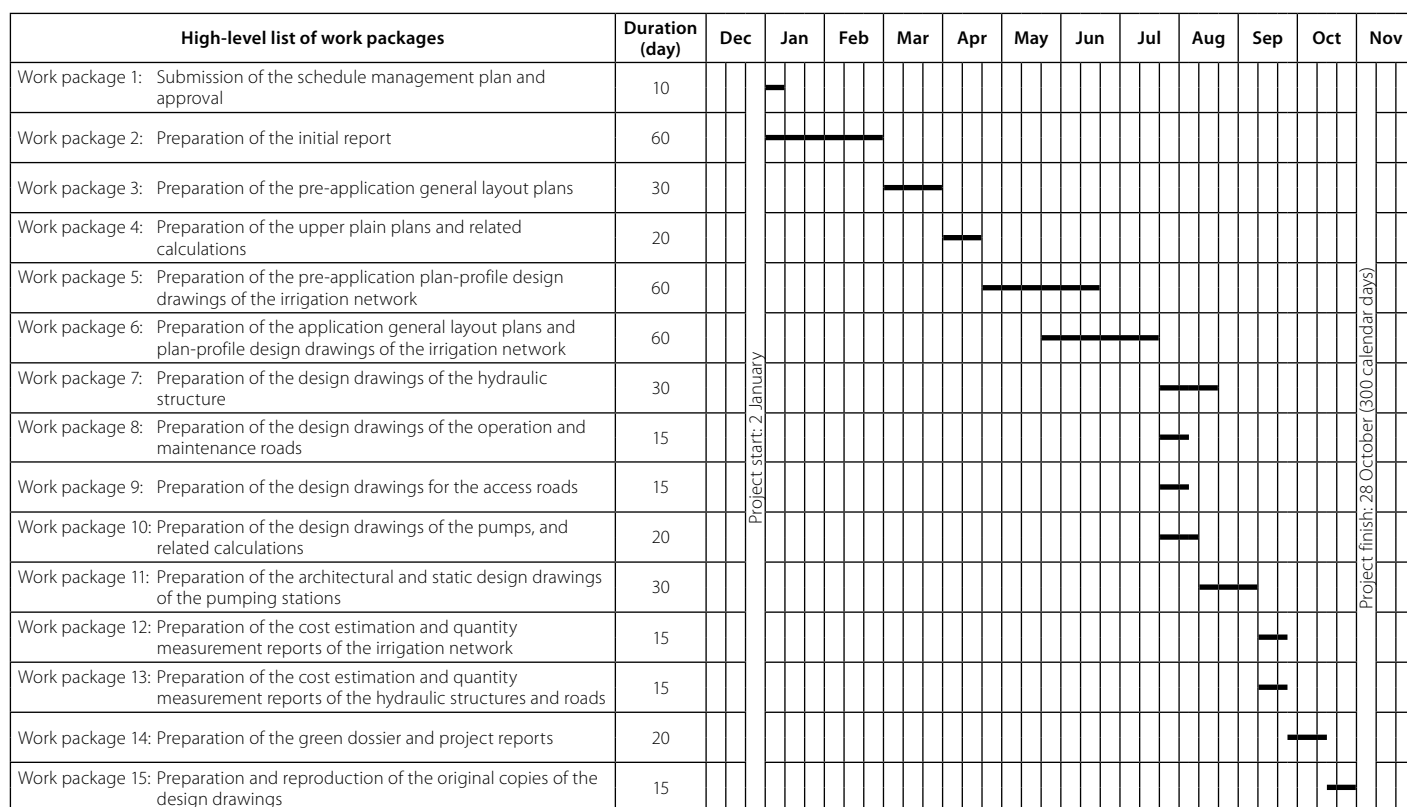 High-level list of work packages
Duration
(day)
Dec Jan Feb Mar Apr May Jun Jul Aug Sep Oct Nov
Work package 1: Submission of the schedule management plan and
approval
10
Work package 2: Preparation of the initial report
60
Work package 3: Preparation of the pre-application general layout plans
30
Work package 4: Preparation of the upper plain plans and related
calculations
20
Work package 5: Preparation of the pre-application plan-profile design
drawings of the irrigation network
60
Work package 6: Preparation of the application general layout plans and
plan-profile design drawings of the irrigation network
60
Work package 7: Preparation of the design drawings of the hydraulic
structure
30
Work package 8: Preparation of the design drawings of the operation and
maintenance roads
15
Work package 9: Preparation of the design drawings for the access roads
15
Work package 10: Preparation of the design drawings of the pumps, and
related calculations
20
Work package 11: Preparation of the architectural and static design drawings
of the pumping stations
30
Work package 12: Preparation of the cost estimation and quantity
measurement reports of the irrigation network
15
Work package 13: Preparation of the cost estimation and quantity
measurement reports of the hydraulic structures and roads
15
Work package 14: Preparation of the green dossier and project reports
20
Work package 15: Preparation and reproduction of the original copies of the
design drawings
15
Project start: 2 January
Project finish: 28 October (300 calendar days)